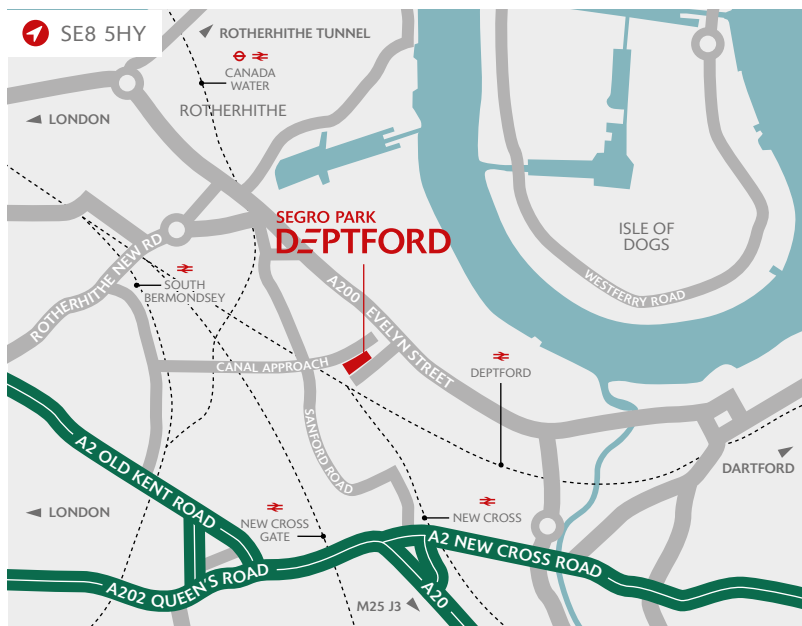 SE8 5HY
ROTHERHITHE TUNNEL
CANADA
WATER
ROTHERHITHE
LONDON
SEGRO PARK
DEPTFORD
ISLE OF
DOGS
ROTHERHITHE NEW RD
SOUTH
BERMONDSEY
WESTFERRY ROAD
A200 EVELYN STREET
CANAL APPROACH
DEPTFORD
SANFORD ROAD
A2 OLD KENT ROAD
DARTFORD
LONDON
NEW CROSS
GATE
NEW CROSS
A2 NEW CROSS ROAD
A202 QUEEN'S ROAD
A20
M25 J3